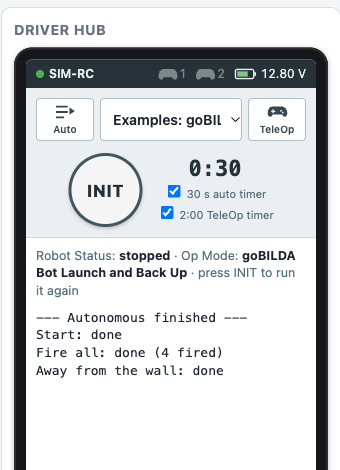 DRIVER HUB
SIM-RC 1 2 12.80 V
Auto
Examples: goBIL
TeleOp
INIT
0:30
30 s auto timer
2:00 TeleOp timer
Robot Status: stopped · Op Mode: goBILDA
Bot Launch and Back Up · press INIT to run
it again
--- Autonomous finished ---
Start: done
Fire all: done (4 fired)
Away from the wall: done